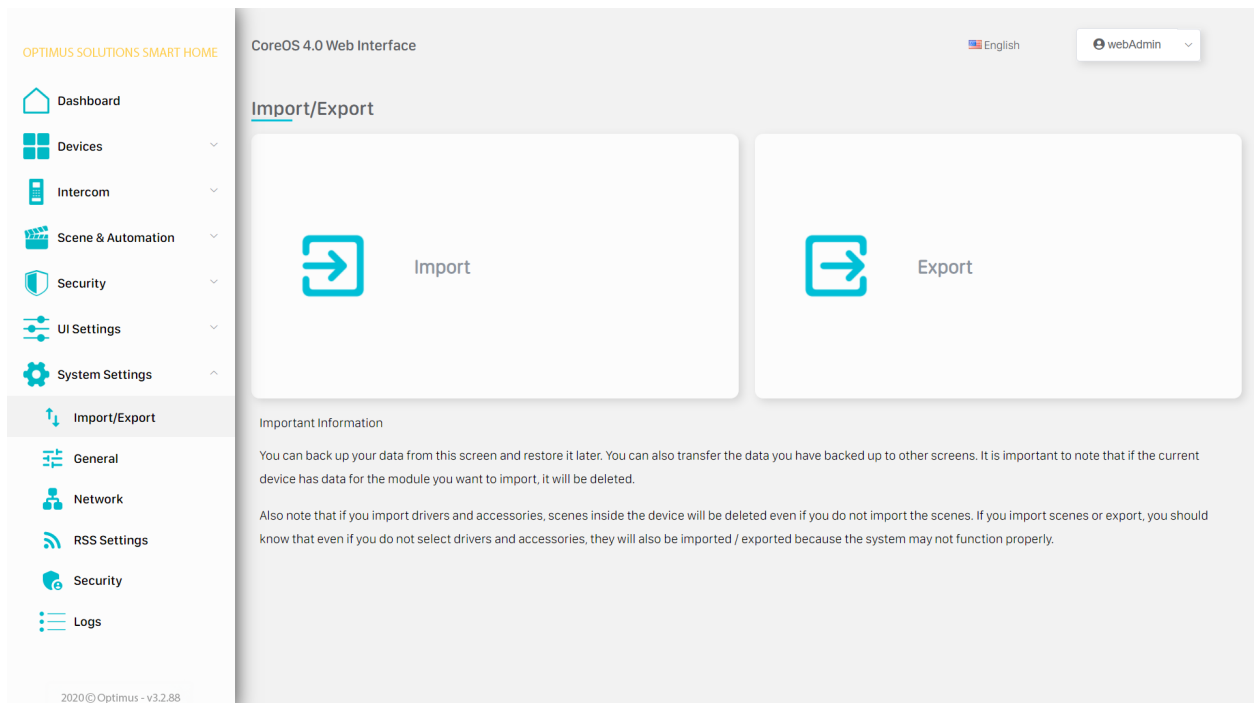 OPTIMUS SOLUTIONS SMART HOME
Dashboard
Devices
Intercom
Scene & Automation
Security
UI Settings
System Settings
Import/Export
General
Network
RSS Settings
Security
Logs
2020 © Optimus - v3.2.88
CoreOS 4.0 Web Interface
English
webAdmin
Import/Export
Import
Export
Important Information
You can back up your data from this screen and restore it later. You can also transfer the data you have backed up to other screens. It is important to note that if the current
device has data for the module you want to import, it will be deleted.
Also note that if you import drivers and accessories, scenes inside the device will be deleted even if you do not import the scenes. If you import scenes or export, you should
know that even if you do not select drivers and accessories, they will also be imported / exported because the system may not function properly.